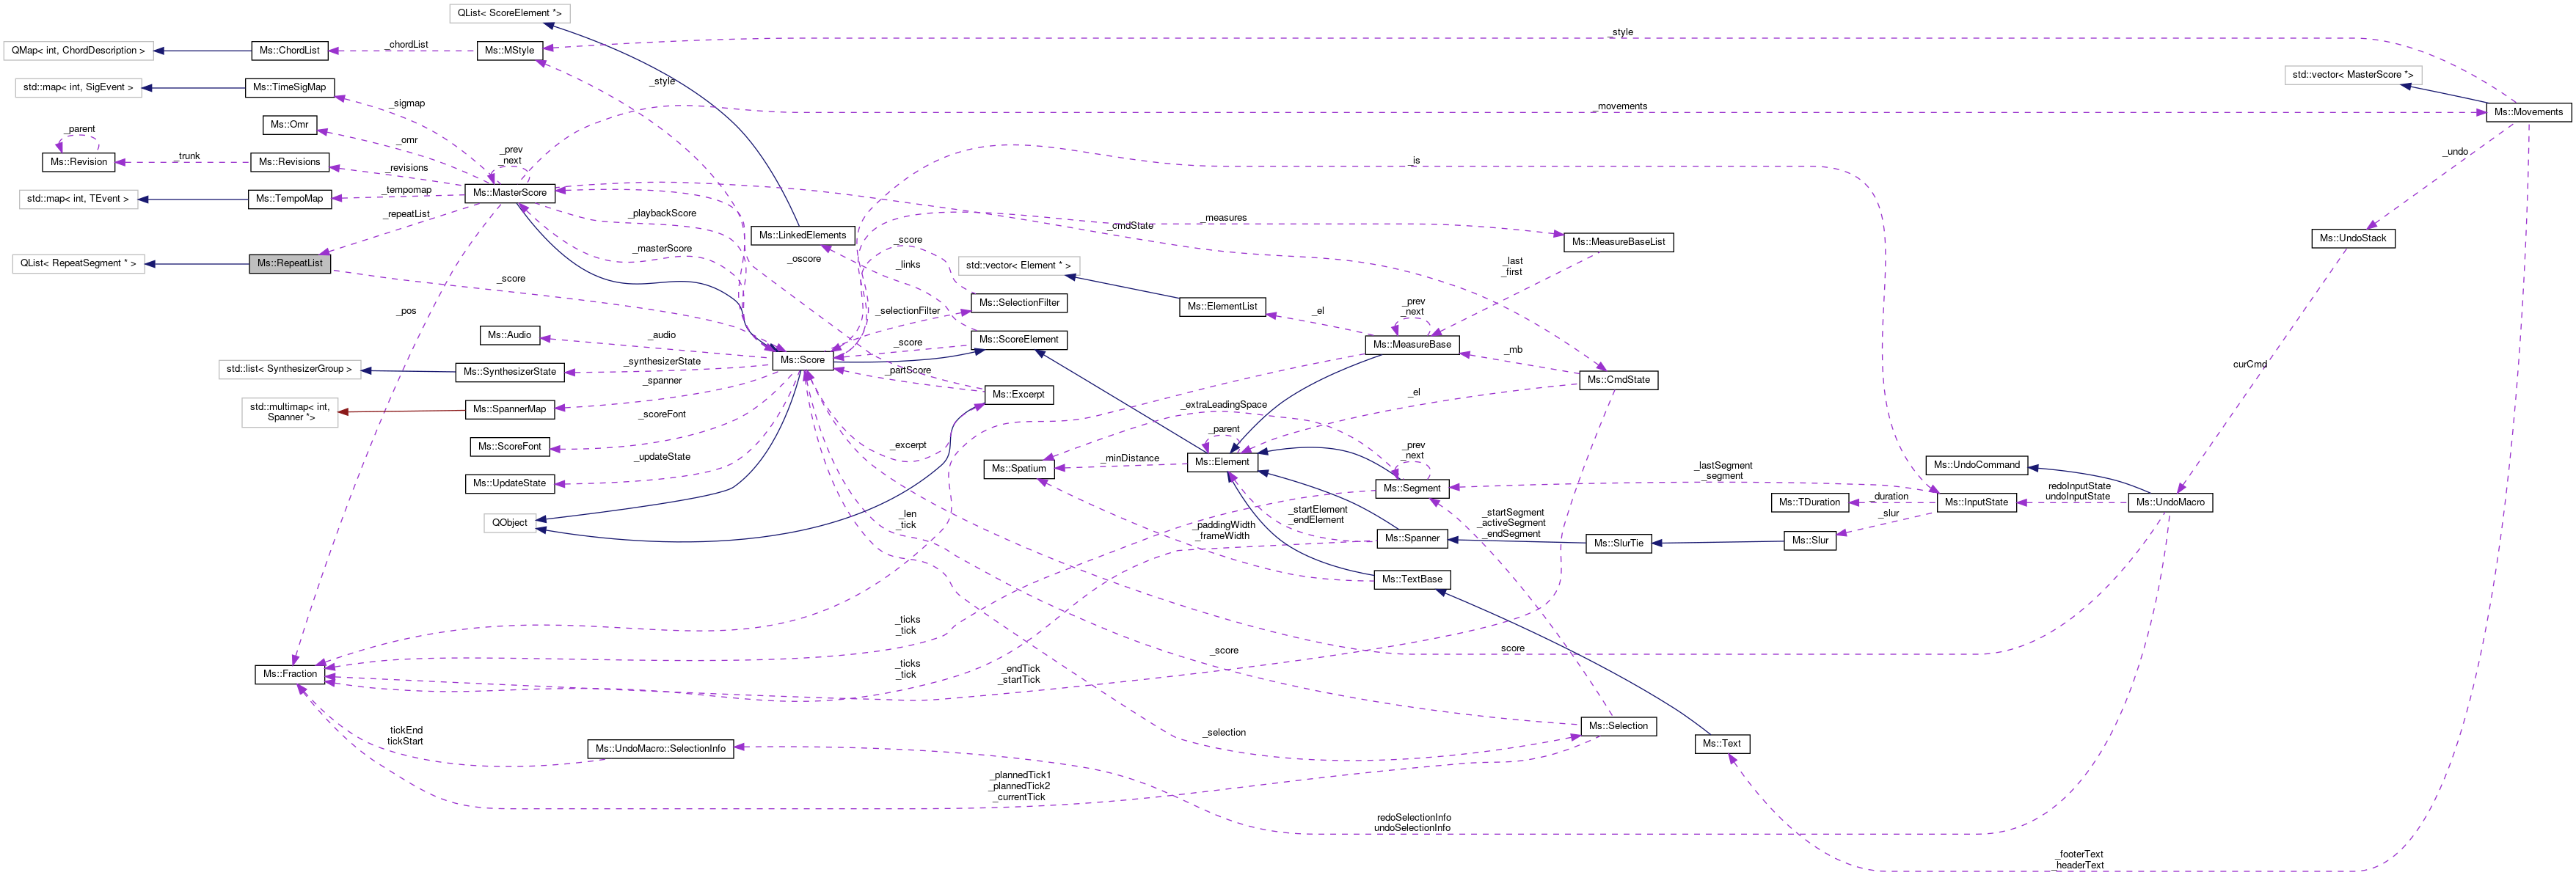 QList< ScoreElement *>
QMap< int, ChordDescription >
Ms::ChordList
_chordList
Ms::MStyle
_style
std::vector< MasterScore *>
std::map< int, SigEvent >
Ms::TimeSigMap
_style
_sigmap
_movements
Ms::Movements
Ms::Omr
_omr
_parent
Ms::Revision
_trunk
Ms::Revisions
_revisions
_prev
_next
_is
_undo
std::map< int, TEvent >
Ms::TempoMap
_tempomap
Ms::MasterScore
_repeatList
_playbackScore
_measures
_cmdState
Ms::LinkedElements
Ms::MeasureBaseList
Ms::UndoStack
_masterScore
_oscore
_score
QList< RepeatSegment * >
Ms::RepeatList
_score
_links
std::vector< Element * >
_last
_first
_pos
_selectionFilter
Ms::SelectionFilter
Ms::ElementList
_el
_prev
_next
Ms::Audio
_audio
Ms::Score
_score
Ms::ScoreElement
Ms::MeasureBase
_mb
std::list< SynthesizerGroup >
Ms::SynthesizerState
_synthesizerState
_partScore
curCmd
Ms::CmdState
_spanner
Ms::Excerpt
_el
std::multimap< int,
Spanner *>
Ms::SpannerMap
_scoreFont
_extraLeadingSpace
_parent
Ms::ScoreFont
_excerpt
_prev
_next
_updateState
Ms::Spatium
_minDistance
Ms::Element
Ms::UndoCommand
_lastSegment
_segment
Ms::UpdateState
Ms::Segment
redoInputState
undoInputState
Ms::TDuration
_duration
Ms::InputState
Ms::UndoMacro
QObject
_len
_tick
_startElement
_endElement
_startSegment
_activeSegment
_endSegment
_slur
_paddingWidth
_frameWidth
Ms::Spanner
Ms::SlurTie
Ms::Slur
Ms::TextBase
_ticks
_tick
_score
score
_ticks
_tick
_endTick
_startTick
Ms::Fraction
Ms::Selection
tickEnd
tickStart
_selection
Ms::UndoMacro::SelectionInfo
Ms::Text
_plannedTick1
_plannedTick2
_currentTick
redoSelectionInfo
undoSelectionInfo
_footerText
_headerText